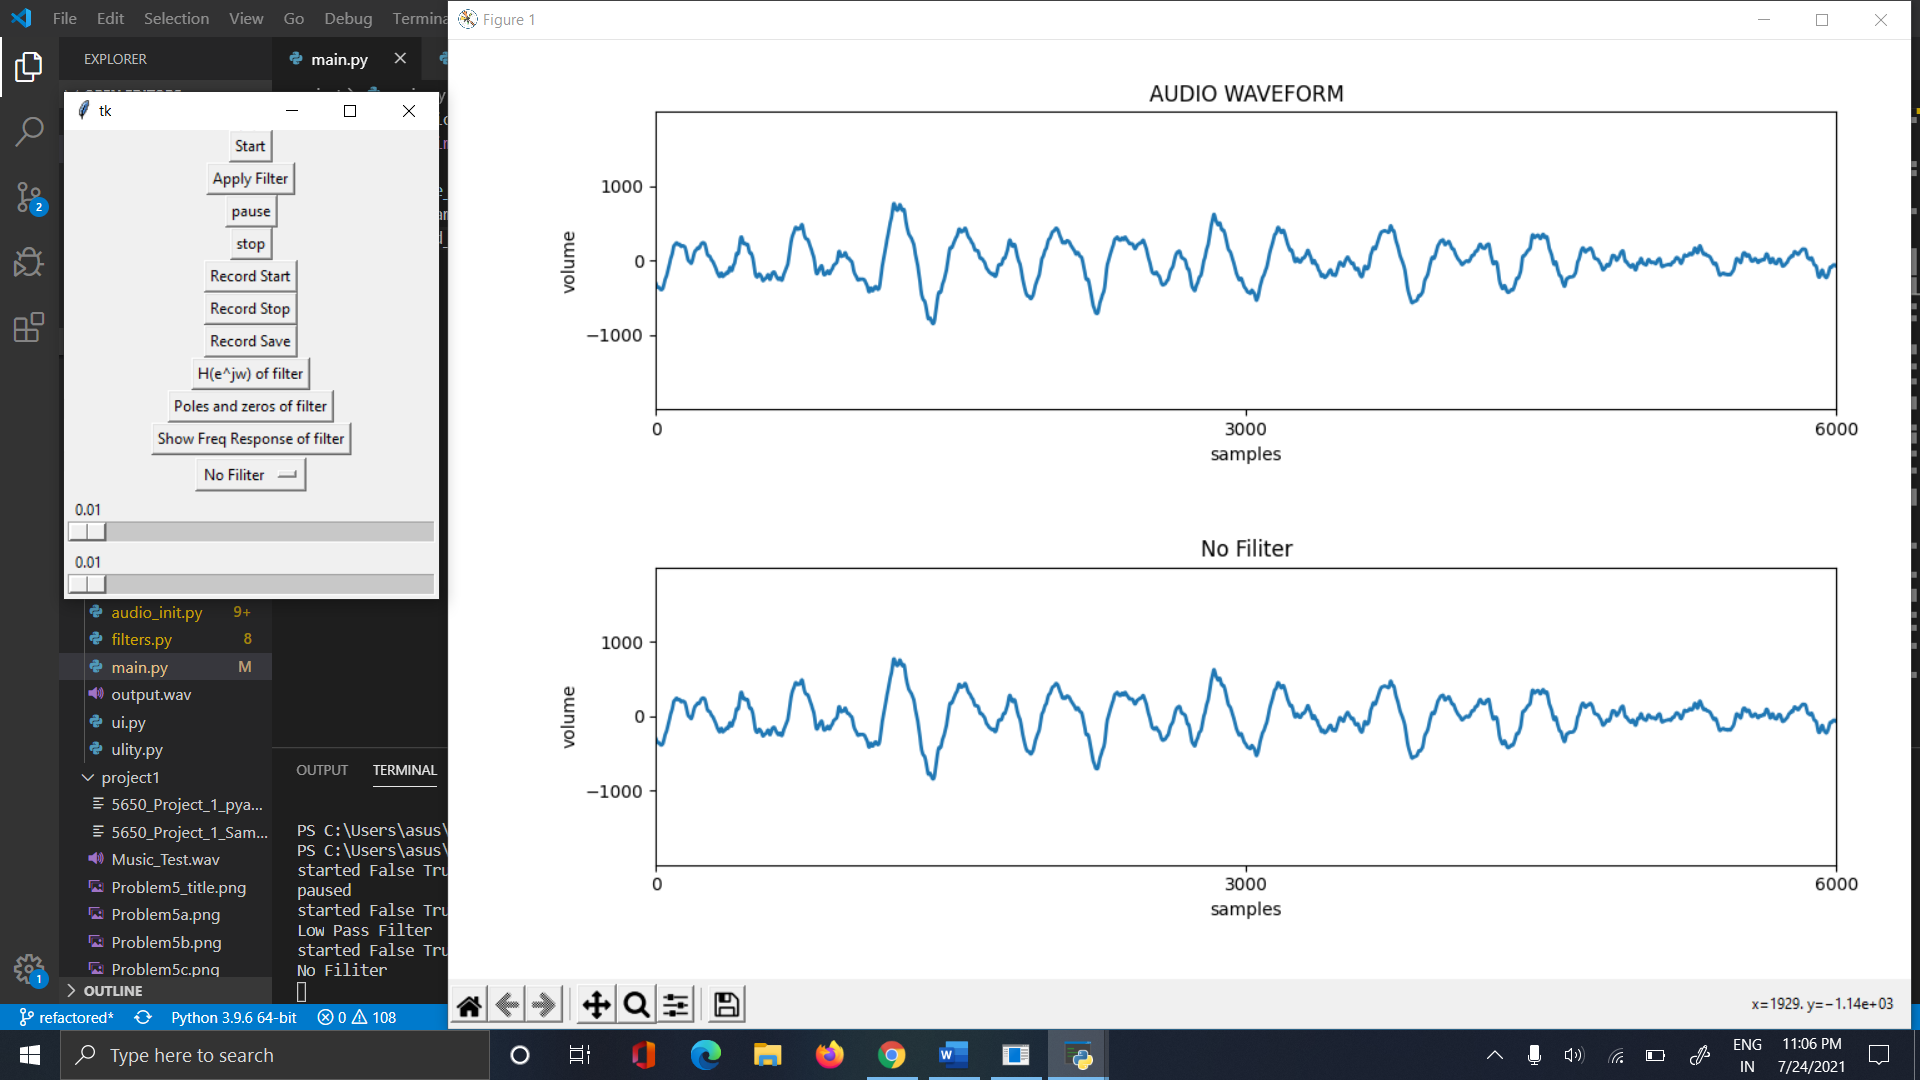 File Edit Selection View Go Debug Terminal
Figure 1
EXPLORER
main.py
tk
Start
Apply Filter
pause
stop
Record Start
Record Stop
Record Save
H(e^jw) of filter
Poles and zeros of filter
Show Freq Response of filter
No Filiter
0.01
0.01
audio_init.py 9+
filters.py 8
main.py M
output.wav
ui.py
ulity.py
project1
5650_Project_1_pya...
5650_Project_1_Sam...
Music_Test.wav
Problem5_title.png
Problem5a.png
Problem5b.png
Problem5c.png
OUTLINE
2
1
OUTPUT TERMINAL
PS C:\Users\asus\
PS C:\Users\asus\
started False Tru
paused
started False Tru
Low Pass Filter
started False Tru
No Filiter
AUDIO WAVEFORM
volume
1000
0
−1000
0 3000 6000
samples
No Filiter
volume
1000
0
−1000
0 3000 6000
samples
x=1929. y=−1.14e+03
refactored* Python 3.9.6 64-bit 0 108
Type here to search
ENG
IN
11:06 PM
7/24/2021